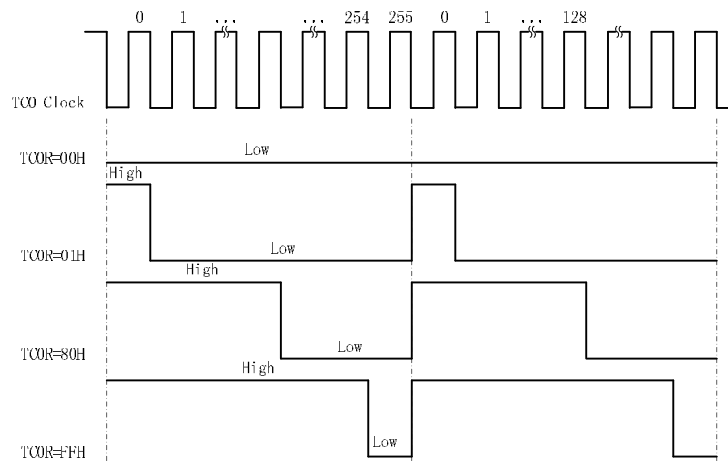 0 1 ... ... 254 255 0 1 ... 128
TC0 Clock
TC0R=00H
Low
High
TC0R=01H
Low
High
TC0R=80H
Low
High
TC0R=FFH
Low